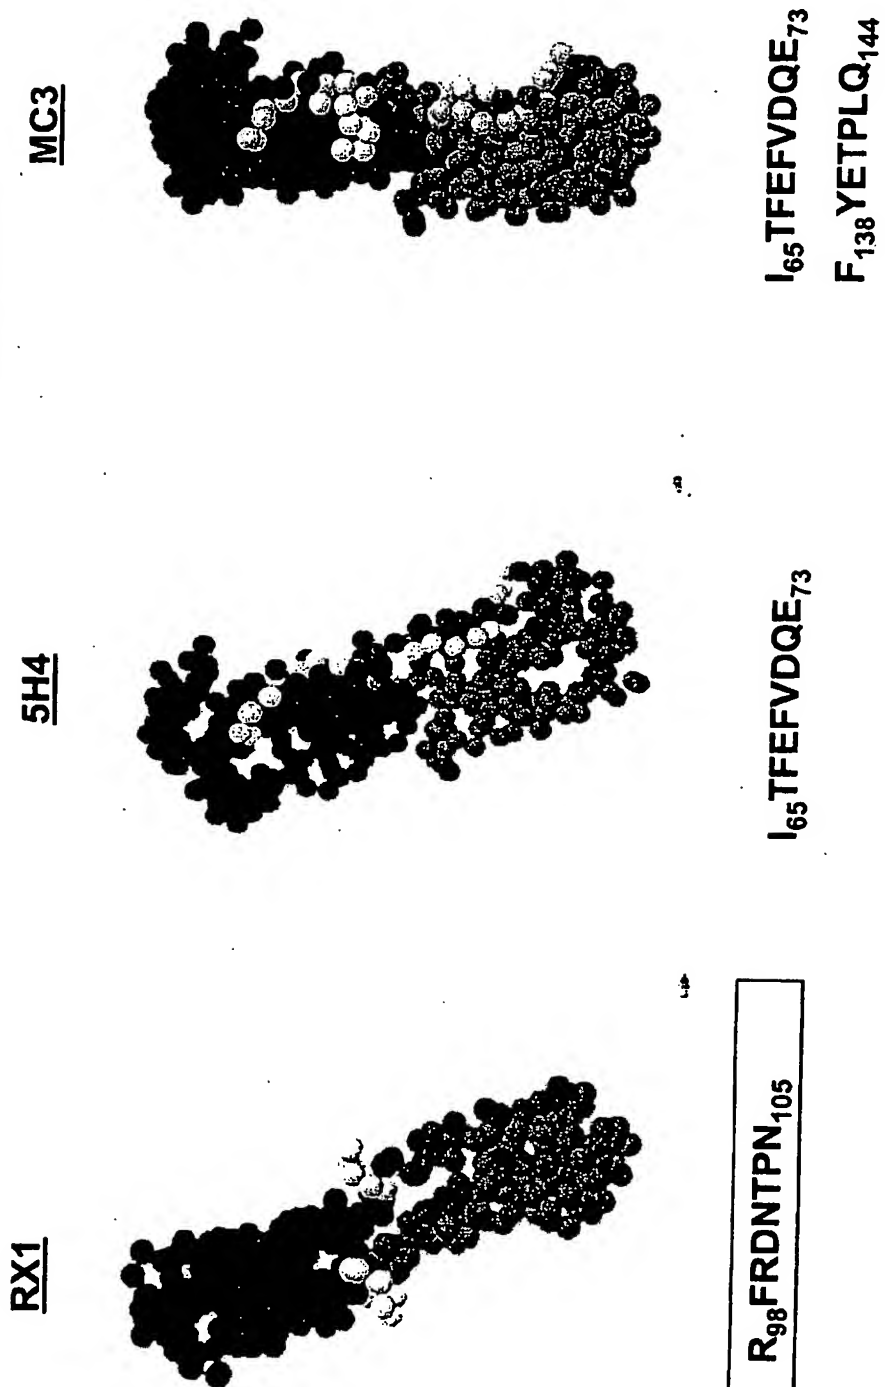 RX1
R98FRDNTPN105
5H4
I65TFEFVDQE73
MC3
I65TFEFVDQE73
F138YETPLQ144